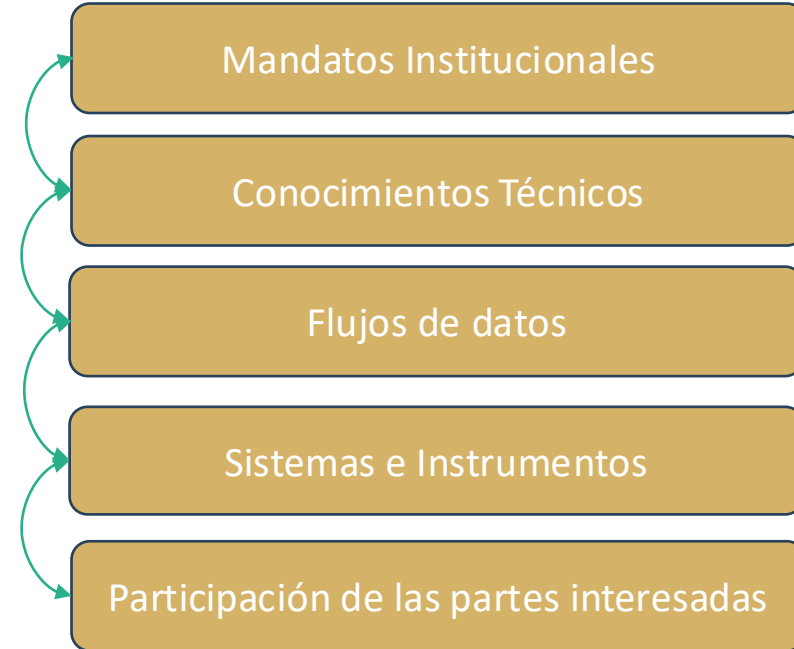 Mandatos Institucionales
Conocimientos Técnicos
Flujos de datos
Sistemas e Instrumentos
Participación de las partes interesadas